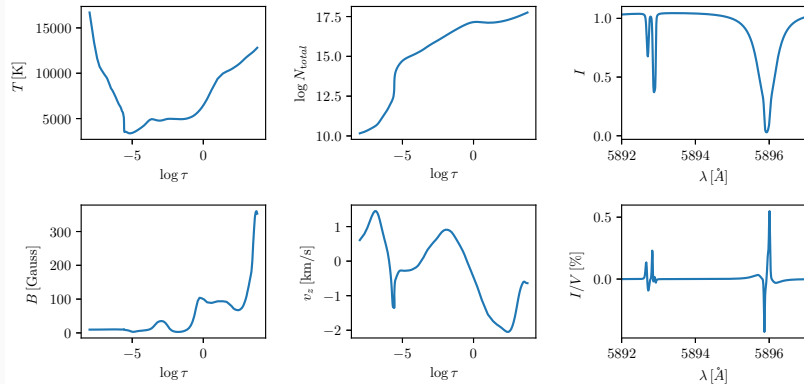 T [K]
15000
10000
5000
−5
0
log τ
log N_total
17.5
15.0
12.5
10.0
−5
0
log τ
I
1.0
0.5
0.0
5892
5894
5896
λ [Å]
B [Gauss]
300
200
100
0
−5
0
log τ
v_z [km/s]
1
0
−1
−2
−5
0
log τ
I/V [%]
0.5
0.0
5892
5894
5896
λ [Å]